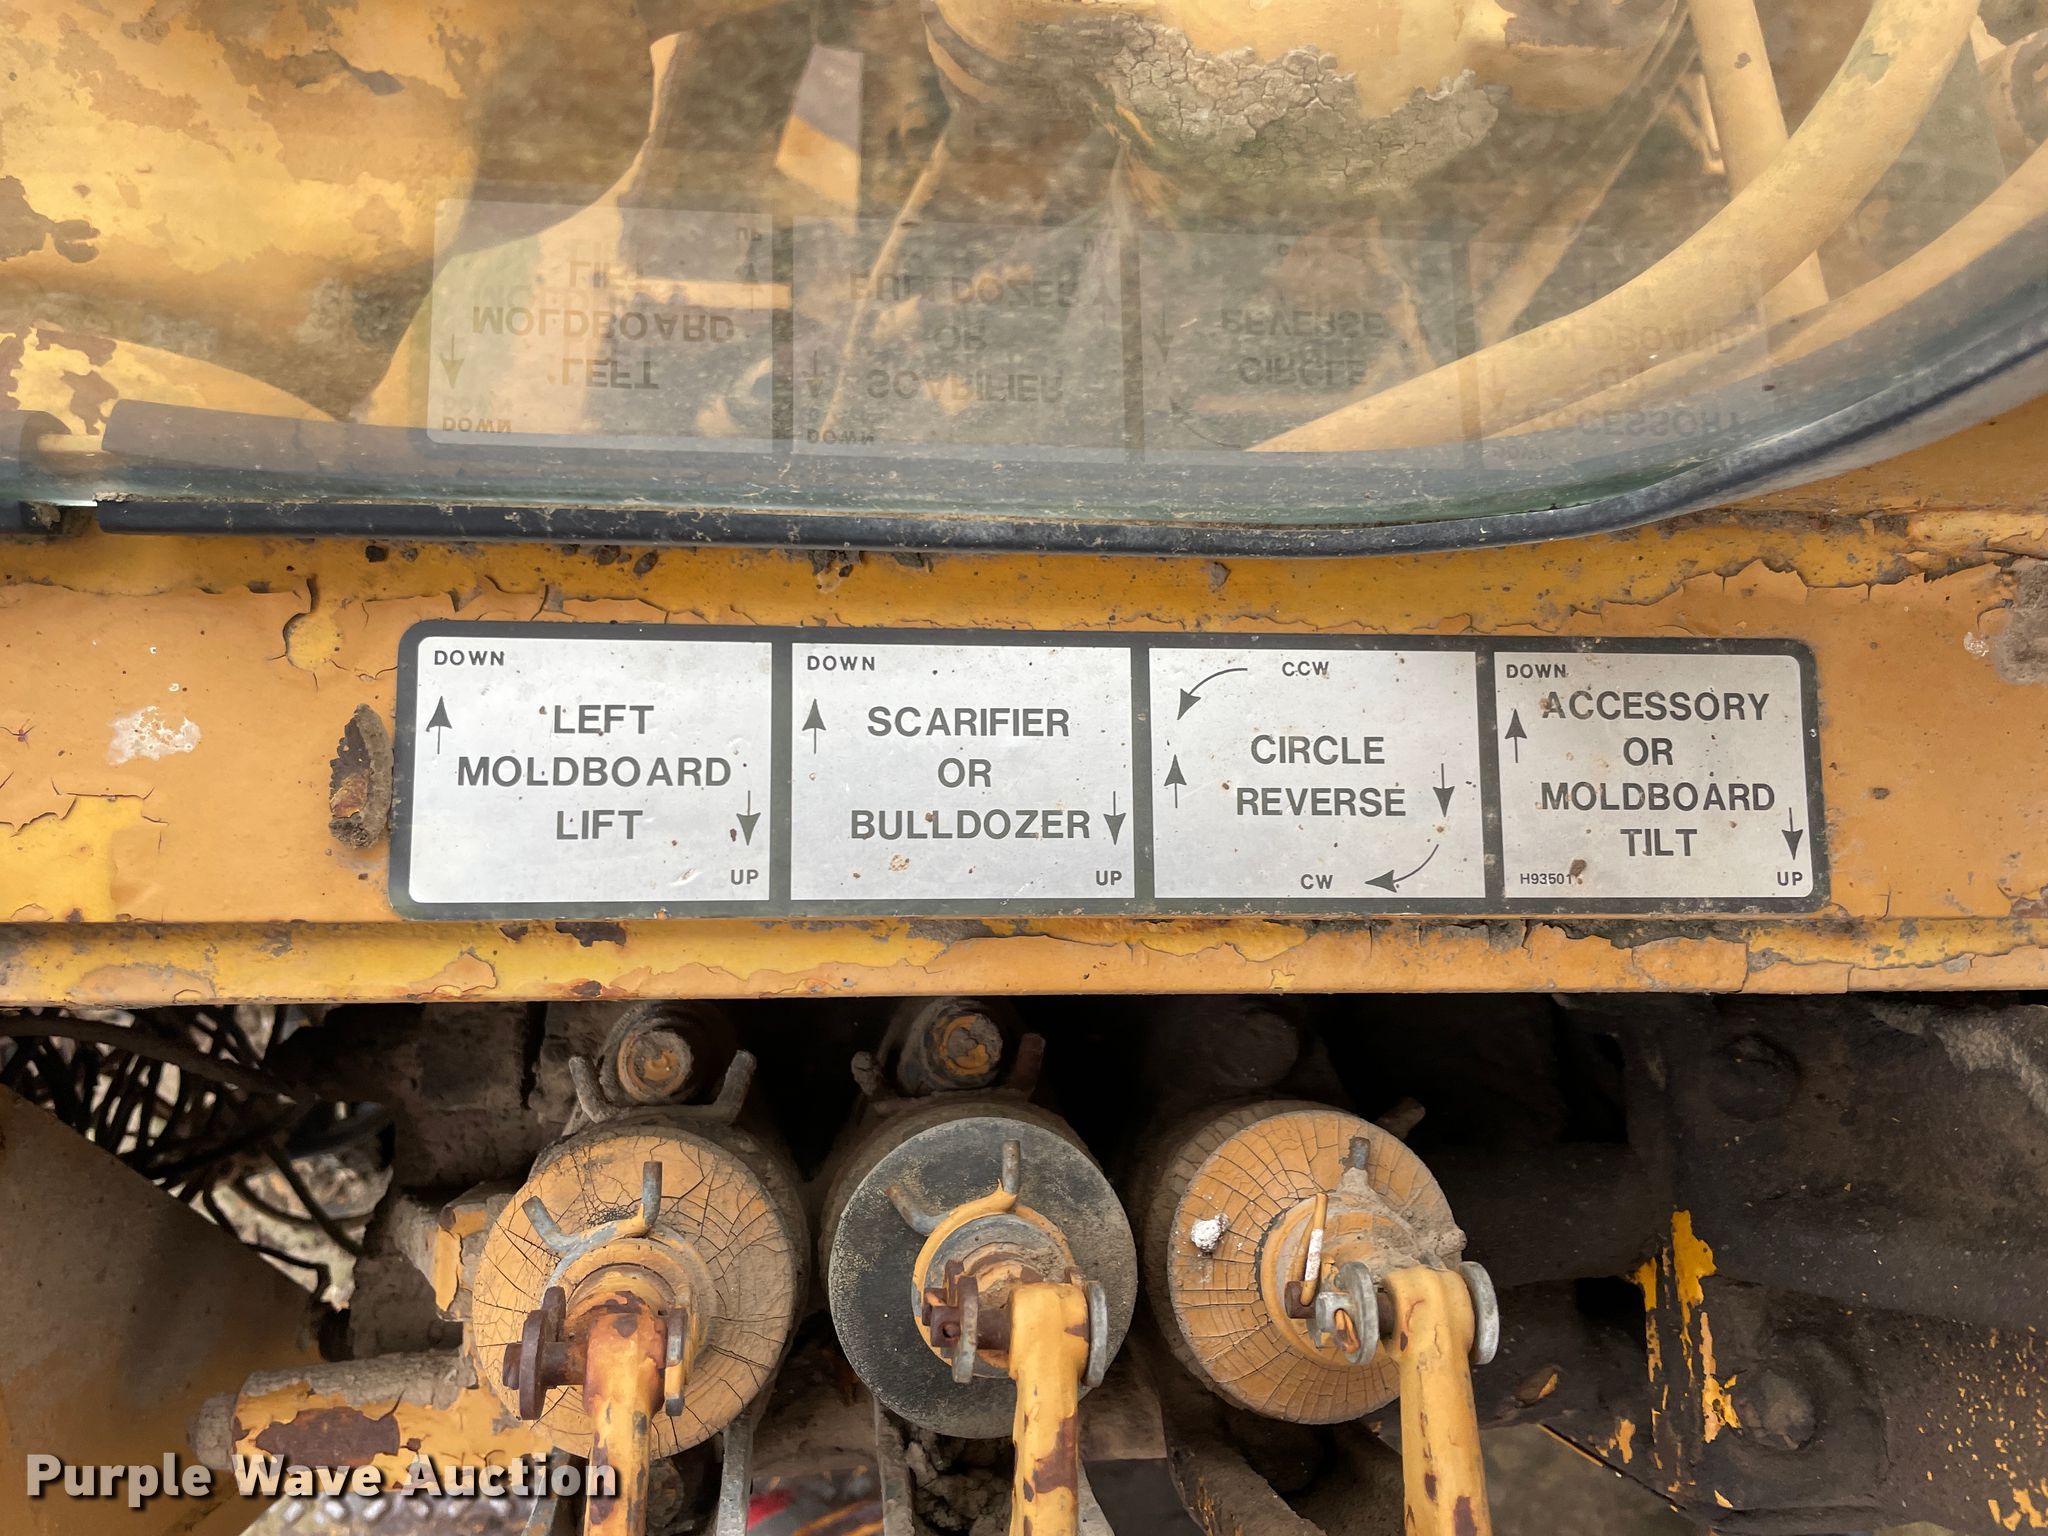 DOWN
LEFT
MOLDBOARD
LIFT
UP
DOWN
SCARIFIER
OR
BULLDOZER
UP
CCW
CIRCLE
REVERSE
CW
DOWN
ACCESSORY
OR
MOLDBOARD
TILT
H93501
UP
Purple Wave Auction